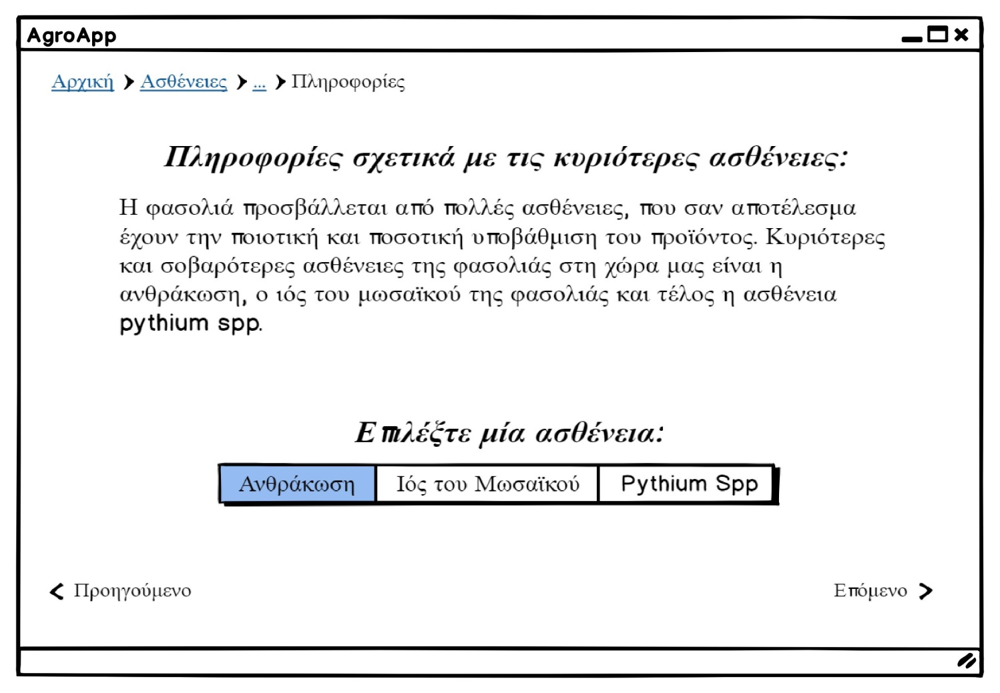 AgroApp
Αρχική > Ασθένειες > ... > Πληροφορίες
Πληροφορίες σχετικά με τις κυριότερες ασθένειες:
Η φασολιά προσβάλλεται από πολλές ασθένειες, που σαν αποτέλεσμα
έχουν την ποιοτική και ποσοτική υποβάθμιση του προϊόντος. Κυριότερες
και σοβαρότερες ασθένειες της φασολιάς στη χώρα μας είναι η
ανθράκωση, ο ιός του μωσαϊκού της φασολιάς και τέλος η ασθένεια
pythium spp.
Επιλέξτε μία ασθένεια:
Ανθράκωση Ιός του Μωσαϊκού Pythium Spp
< Προηγούμενο Επόμενο >